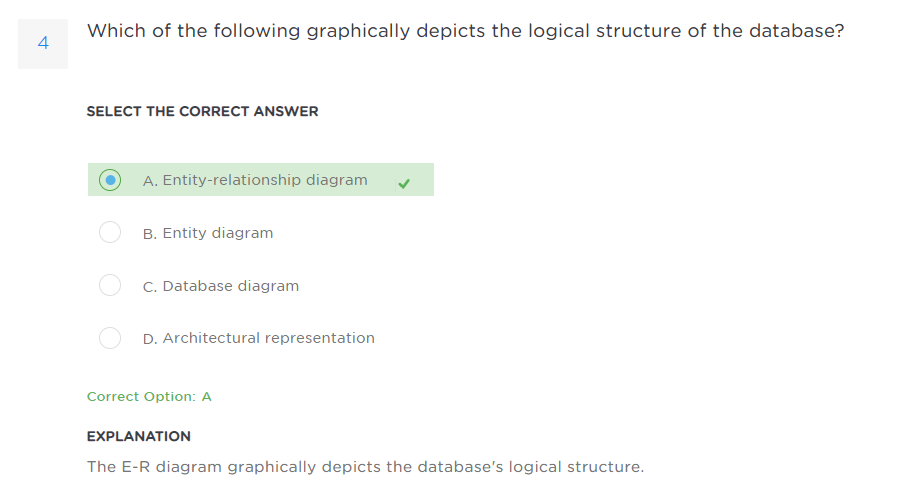 4
Which of the following graphically depicts the logical structure of the database?
SELECT THE CORRECT ANSWER
A. Entity-relationship diagram
B. Entity diagram
C. Database diagram
D. Architectural representation
Correct Option: A
EXPLANATION
The E-R diagram graphically depicts the database's logical structure.